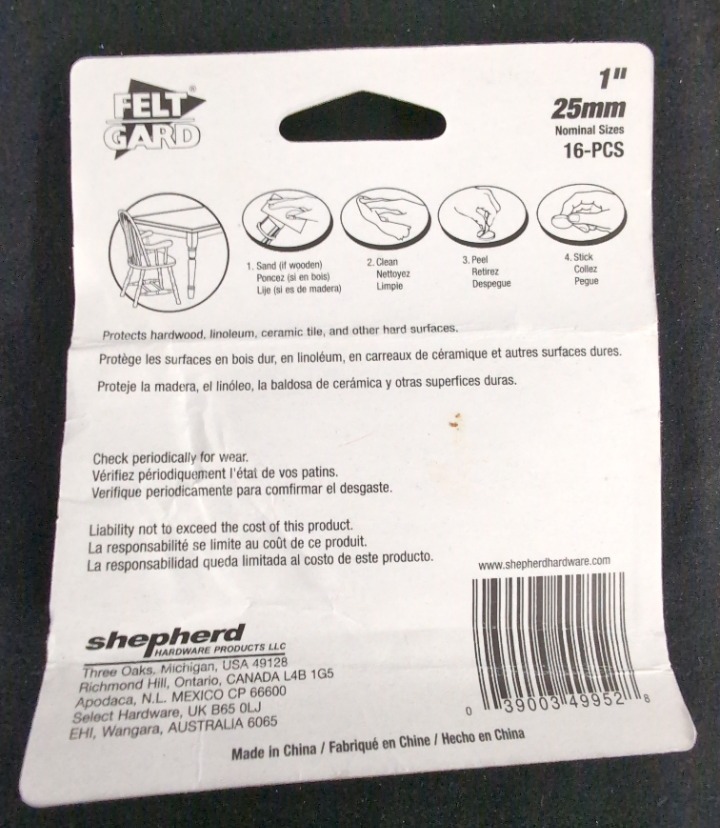 FELT
GARD
1"
25mm
Nominal Sizes
16-PCS
1. Sand (if wooden)
Poncez (si en bois)
Lije (si es de madera)
2. Clean
Nettoyez
Limpie
3. Peel
Retirez
Despegue
4. Stick
Collez
Pegue
Protects hardwood, linoleum, ceramic tile, and other hard surfaces.
Protège les surfaces en bois dur, en linoléum, en carreaux de céramique et autres surfaces dures.
Proteje la madera, el linóleo, la baldosa de cerámica y otras superfices duras.
Check periodically for wear.
Vérifiez périodiquement l'état de vos patins.
Verifique periodicamente para comfirmar el desgaste.
Liability not to exceed the cost of this product.
La responsabilité se limite au coût de ce produit.
La responsabilidad queda limitada al costo de este producto.
www.shepherdhardware.com
shepherd
HARDWARE PRODUCTS LLC
Three Oaks, Michigan, USA 49128
Richmond Hill, Ontario, CANADA L4B 1G5
Apodaca, N.L. MEXICO CP 66600
Select Hardware, UK B65 0LJ
EHI, Wangara, AUSTRALIA 6065
0 39003 49952 8
Made in China / Fabriqué en Chine / Hecho en China